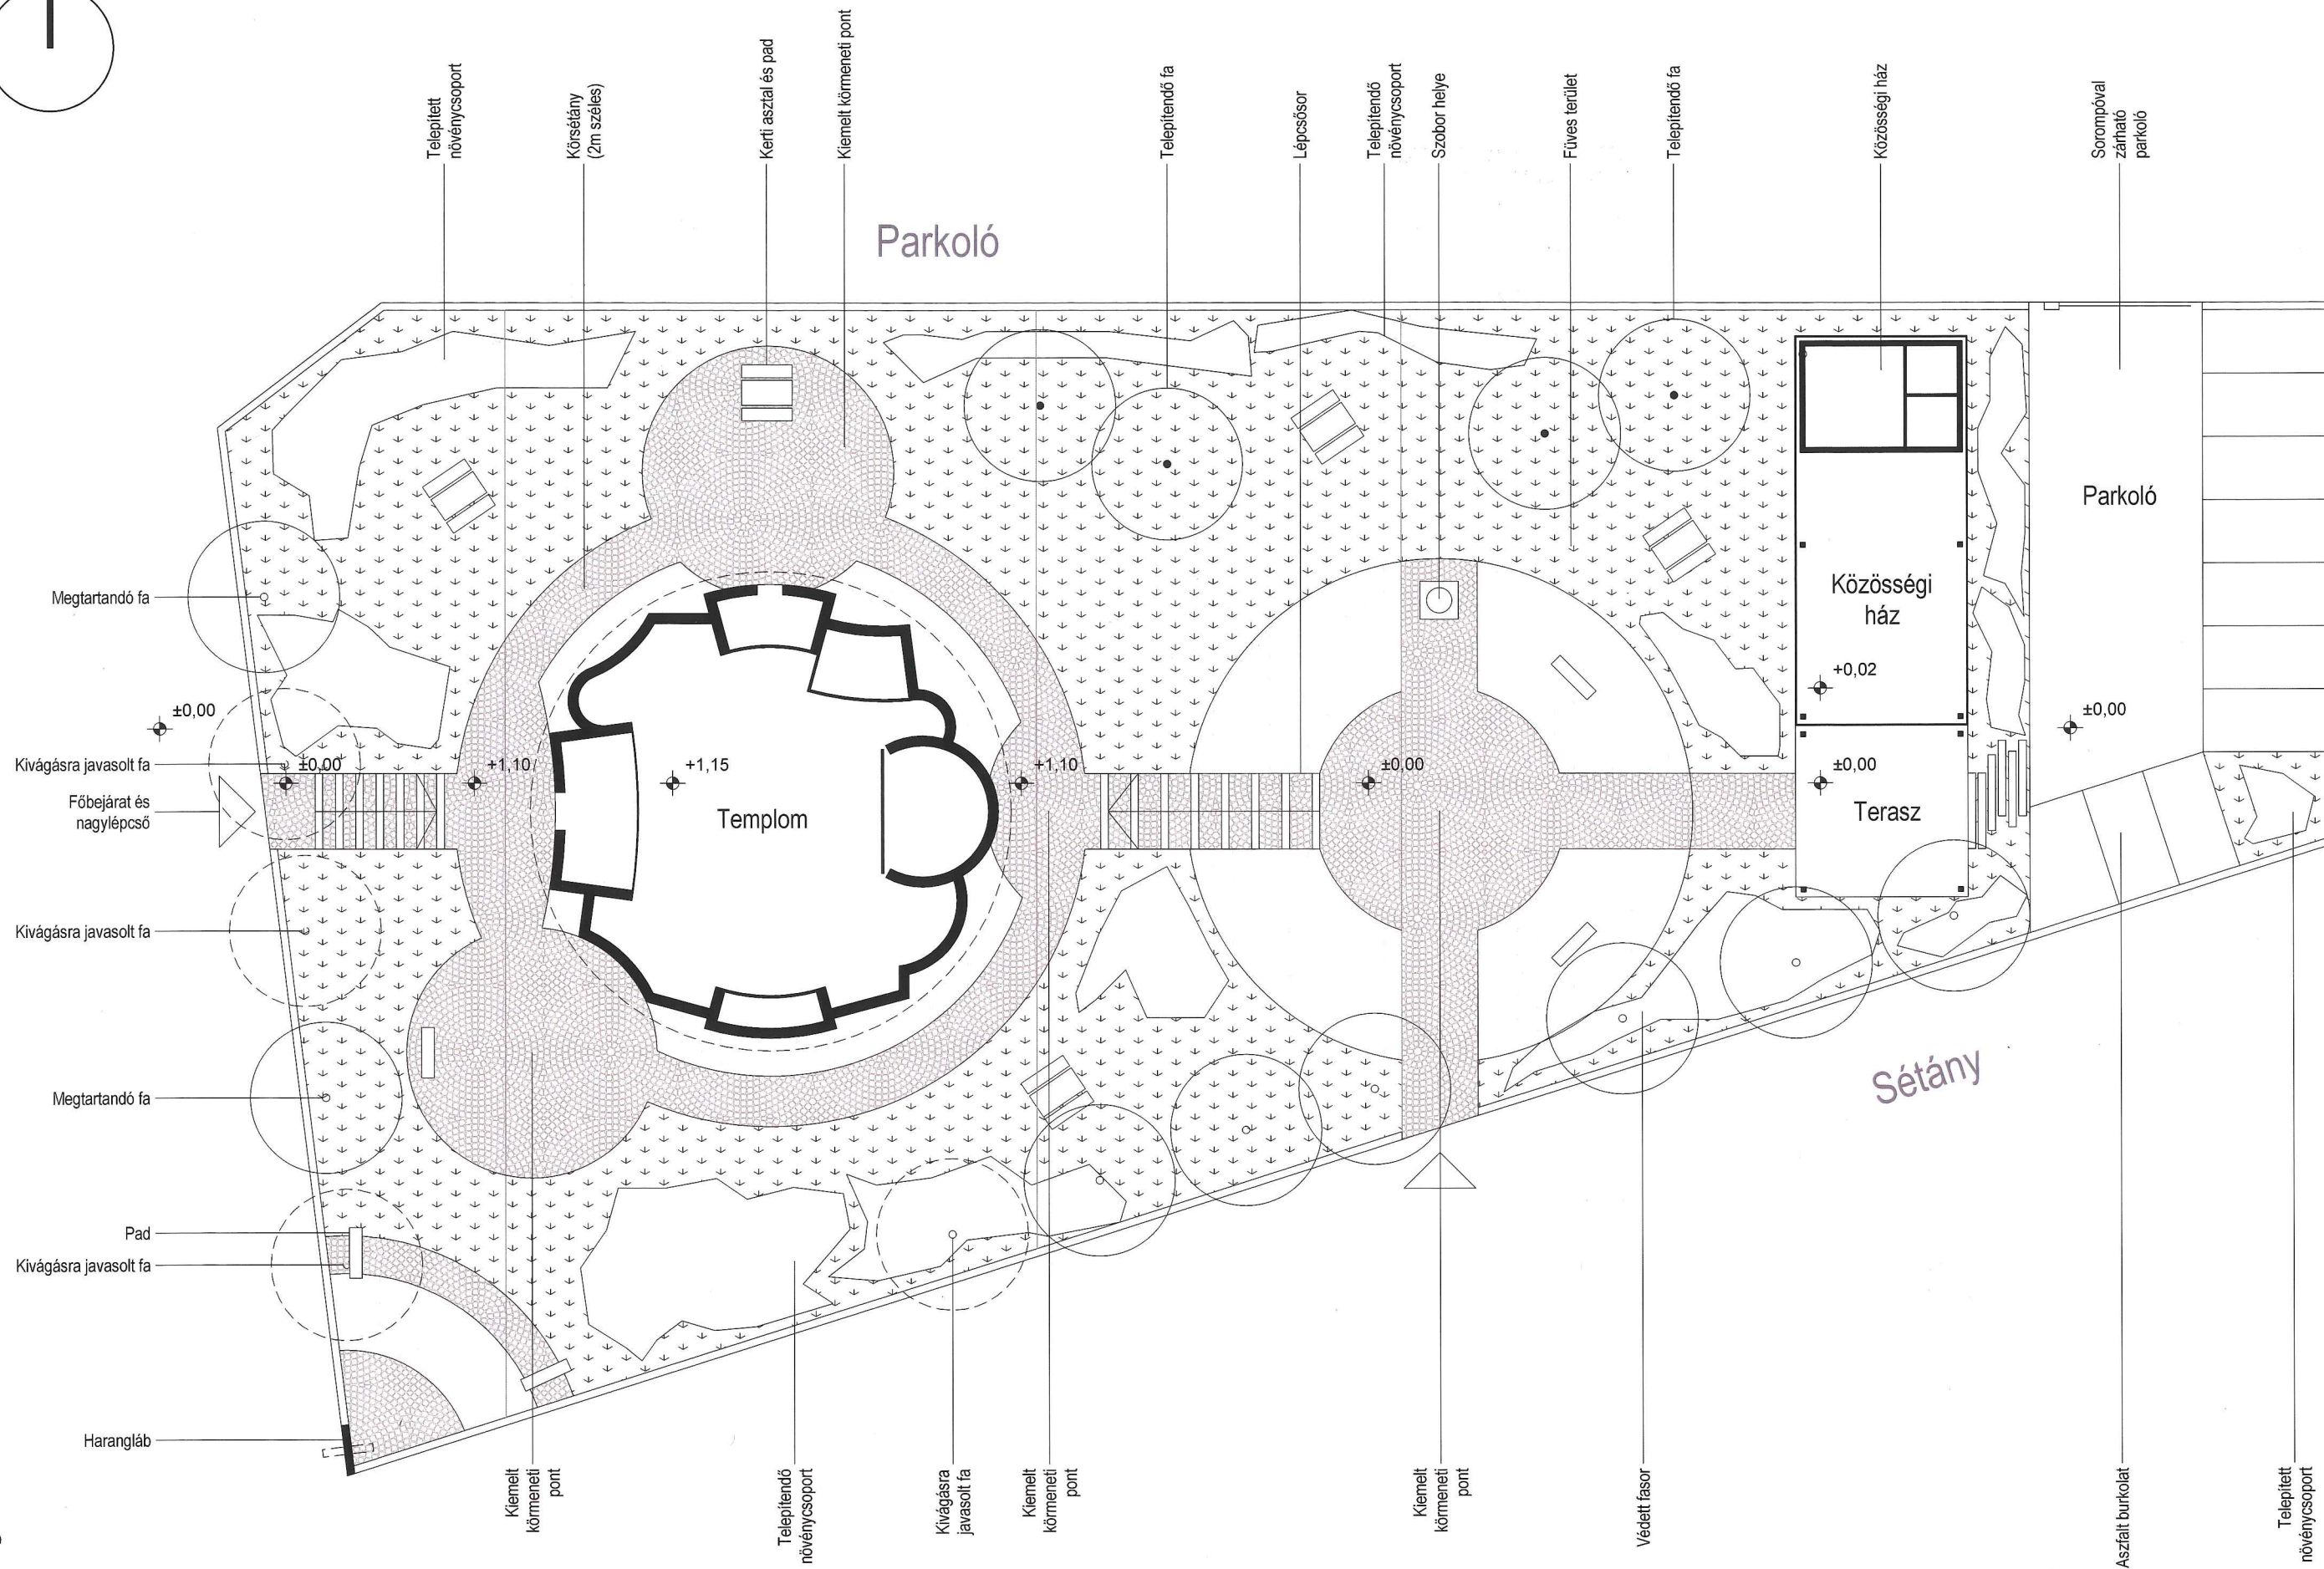 Telepített
növénycsoport
Körsétány
(2m széles)
Kerti asztal és pad
Kiemelt körmeneti pont
Telepítendő fa
Lépcsősor
Telepítendő
növénycsoport
Szobor helye
Füves terület
Telepítendő fa
Közösségi ház
Sorompóval
zárható
parkoló
Parkoló
Parkoló
Közösségi
ház
+0,02
±0,00
Terasz
±0,00
Megtartandó fa
±0,00
Kivágásra javasolt fa
±0,00
Főbejárat és
nagylépcső
+1,10
+1,15
Templom
+1,10
±0,00
Kivágásra javasolt fa
Megtartandó fa
Sétány
Pad
Kivágásra javasolt fa
Harangláb
Kiemelt
körmeneti
pont
Telepítendő
növénycsoport
Kivágásra
javasolt fa
Kiemelt
körmeneti
pont
Kiemelt
körmeneti
pont
Védett fasor
Aszfalt burkolat
Telepített
növénycsoport